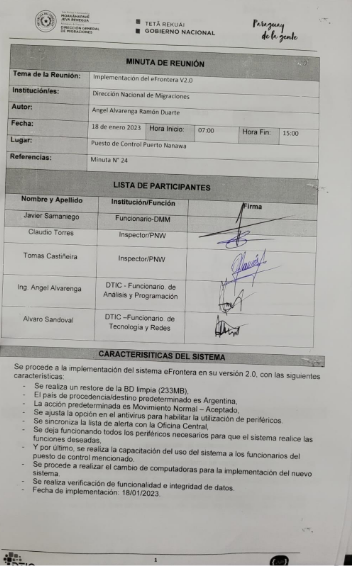 DIRECCIÓN GENERAL
DE MIGRACIONES
TETÃ REKUÁI
GOBIERNO NACIONAL
Paraguay
de la gente
MINUTA DE REUNIÓN
Tema de la Reunión: Implementación del eFrontera V2.0
Institución/es: Dirección Nacional de Migraciones
Autor: Angel Alvarenga Ramón Duarte
Fecha: 18 de enero 2023 Hora Inicio: 07:00 Hora Fin: 15:00
Lugar: Puesto de Control Puerto Nanawa
Referencias: Minuta N° 24
LISTA DE PARTICIPANTES
Nombre y Apellido Institución/Función Firma
Javier Samaniego Funcionario-DMM
Claudio Torres Inspector/PNW
Tomas Castiñeira Inspector/PNW
Ing. Angel Alvarenga DTIC - Funcionario. de
Análisis y Programación
Alvaro Sandoval DTIC –Funcionario. de
Tecnología y Redes
CARACTERISITICAS DEL SISTEMA
Se procede a la implementación del sistema eFrontera en su versión 2.0, con las siguientes
características:
- Se realiza un restore de la BD limpia (233MB).
- El país de procedencia/destino predeterminado es Argentina.
- La acción predeterminada es Movimiento Normal – Aceptado.
- Se ajusta la opción en el antivirus para habilitar la utilización de periféricos.
- Se sincroniza la lista de alerta con la Oficina Central.
- Se deja funcionando todos los periféricos necesarios para que el sistema realice las
funciones deseadas.
- Y por último, se realiza la capacitación del uso del sistema a los funcionarios del
puesto de control mencionado.
- Se procede a realizar el cambio de computadoras para la implementación del nuevo
sistema.
- Se realiza verificación de funcionalidad e integridad de datos.
- Fecha de implementación: 18/01/2023.
1